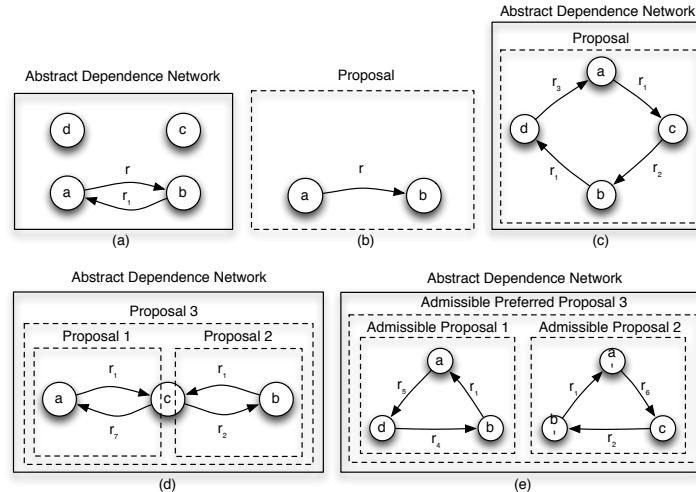 Abstract Dependence Network
d
c
r
a
b
r1
(a)
Proposal
r
a
b
(b)
Abstract Dependence Network
Proposal
a
r3
r1
d
c
r1
r2
b
(c)
Abstract Dependence Network
Proposal 3
Proposal 1
Proposal 2
r1
r1
a
c
b
r7
r2
(d)
Abstract Dependence Network
Admissible Preferred Proposal 3
Admissible Proposal 1
Admissible Proposal 2
a
r5
r1
d
b
r4
a'
r1
r6
b'
c
r2
(e)